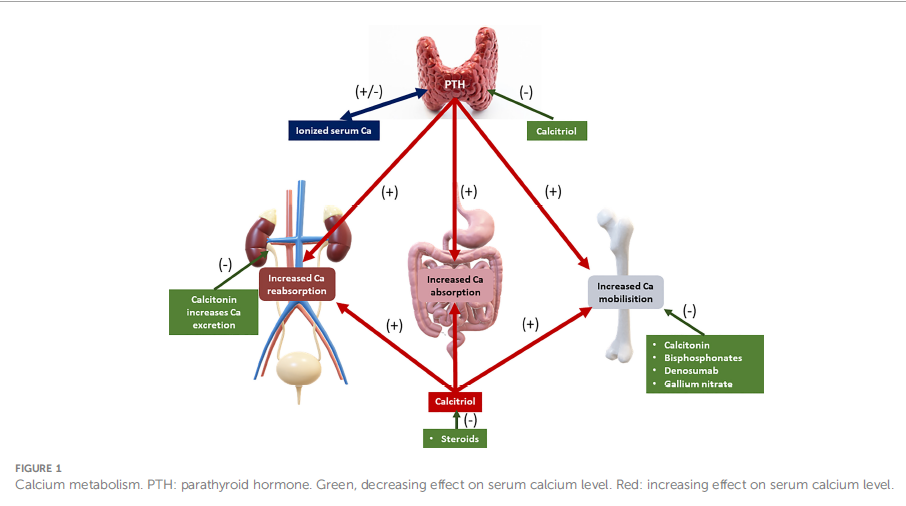 PTH
(+/-)
(-)
Ionized serum Ca
Calcitriol
(+)
(+)
(+)
(-)
Increased Ca
reabsorption
Increased Ca
absorption
Increased Ca
mobilisition
Calcitonin
increases Ca
excretion
(-)
• Calcitonin
• Bisphosphonates
• Denosumab
• Gallium nitrate
(+)
(+)
Calcitriol
(-)
• Steroids
FIGURE 1
Calcium metabolism. PTH: parathyroid hormone. Green, decreasing effect on serum calcium level. Red: increasing effect on serum calcium level.